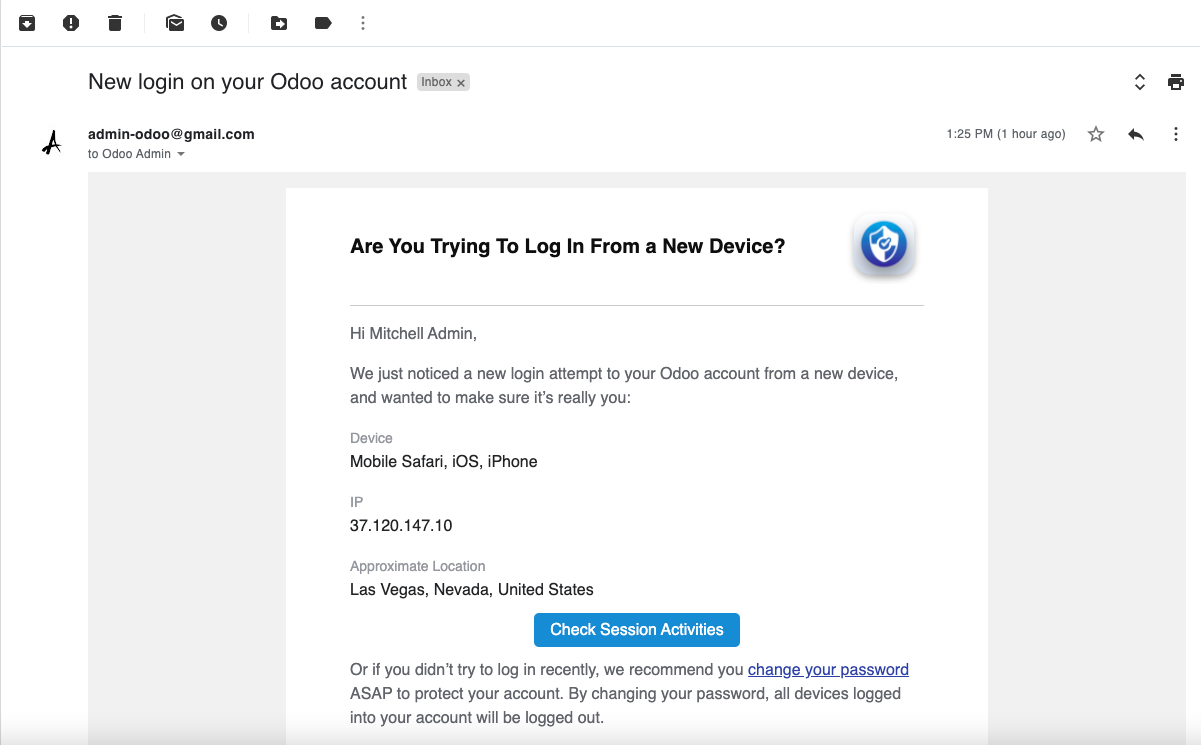 New login on your Odoo account Inbox x
admin-odoo@gmail.com 1:25 PM (1 hour ago)
to Odoo Admin
Are You Trying To Log In From a New Device?
Hi Mitchell Admin,
We just noticed a new login attempt to your Odoo account from a new device,
and wanted to make sure it’s really you:
Device
Mobile Safari, iOS, iPhone
IP
37.120.147.10
Approximate Location
Las Vegas, Nevada, United States
Check Session Activities
Or if you didn’t try to log in recently, we recommend you change your password
ASAP to protect your account. By changing your password, all devices logged
into your account will be logged out.